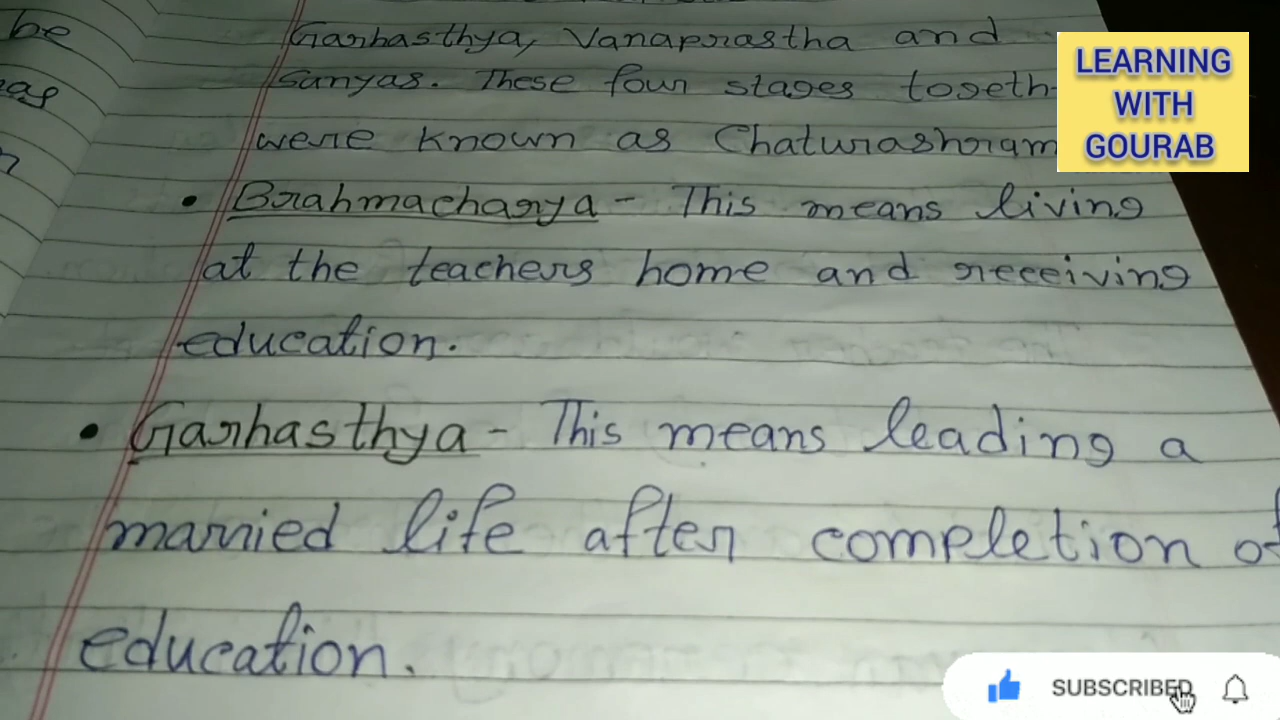 be
Garhasthya, Vanaprastha and
Sanyas. These four stages togeth-
were known as Chaturashram
• Brahmacharya - This means living
at the teachers home and receiving
education.
• Garhasthya - This means leading a
married life after completion of
education.
LEARNING
WITH
GOURAB
SUBSCRIBED